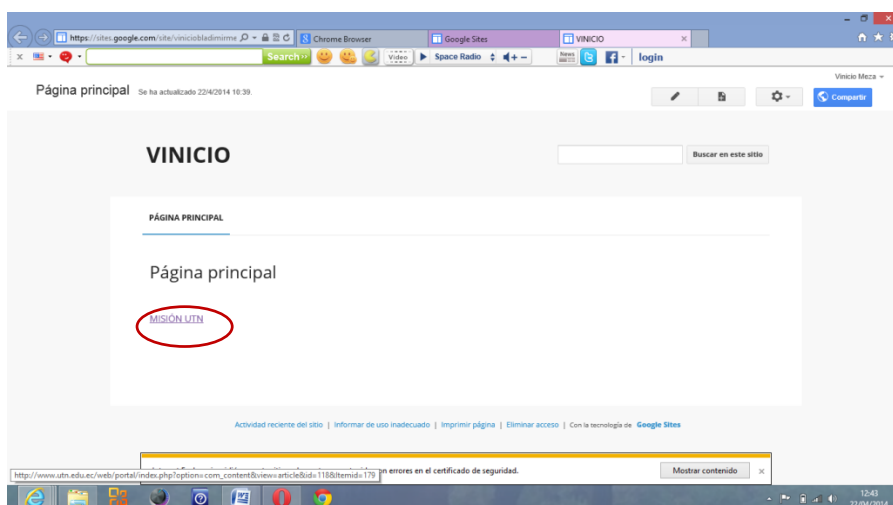 https://sites.google.com/site/viniciobladimirme
Chrome Browser
Google Sites
VINICIO
Search
Video
Space Radio
News
login
Vinicio Meza
Página principal
Se ha actualizado 22/4/2014 10:39.
Compartir
VINICIO
Buscar en este sitio
PÁGINA PRINCIPAL
Página principal
MISIÓN UTN
Actividad reciente del sitio | Informar de uso inadecuado | Imprimir página | Eliminar acceso | Con la tecnología de Google Sites
on errores en el certificado de seguridad.
Mostrar contenido
http://www.utn.edu.ec/web/portal/index.php?option=com_content&view=article&id=118&Itemid=179
12:43
22/04/2014